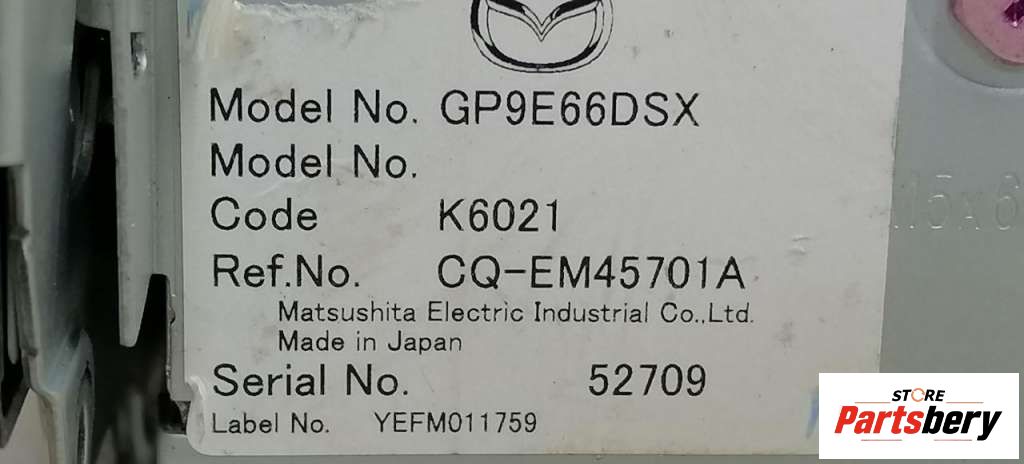 Model No. GP9E66DSX
Model No.
Code K6021
Ref.No. CQ-EM45701A
Matsushita Electric Industrial Co.,Ltd.
Made in Japan
Serial No. 52709
Label No. YEFM011759
15x6
STORE
Partsbery